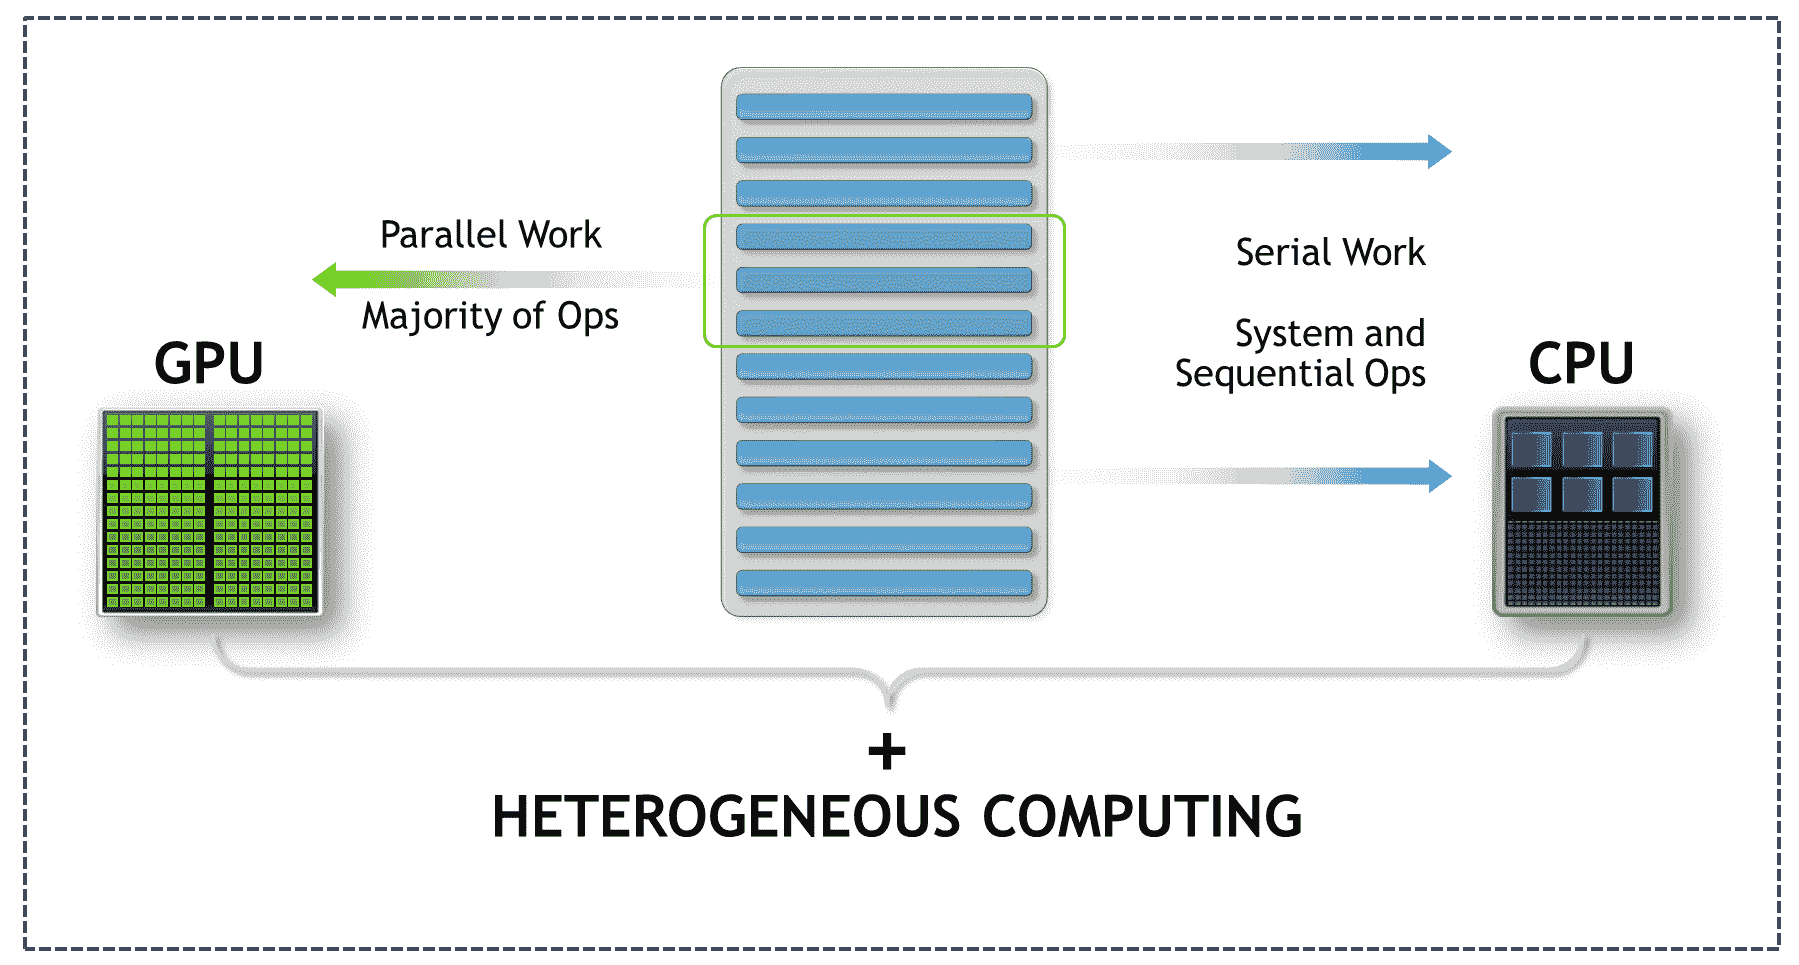 Parallel Work
Majority of Ops
GPU
Serial Work
System and
Sequential Ops
CPU
+
HETEROGENEOUS COMPUTING